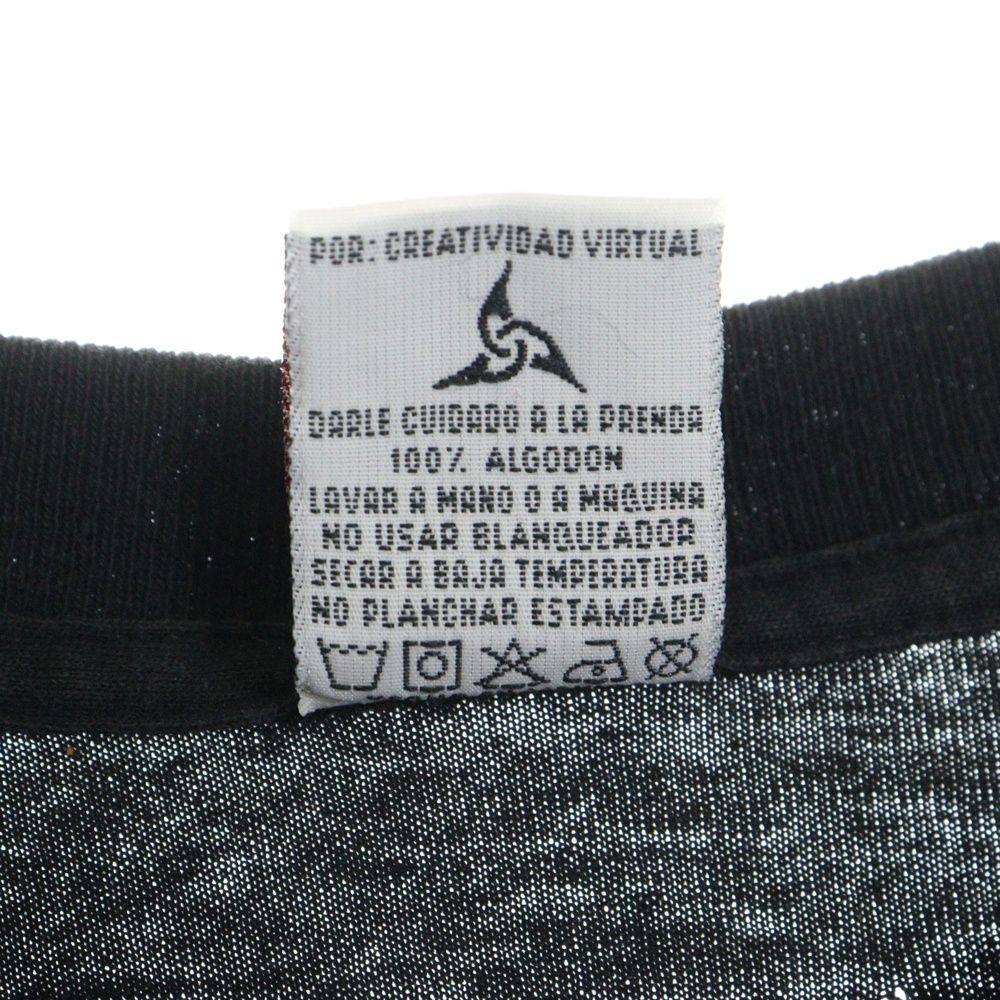 POR: CREATIVIDAD VIRTUAL
DARLE CUIDADO A LA PRENDA
100% ALGODON
LAVAR A MANO O A MAQUINA
NO USAR BLANQUEADOR
SECAR A BAJA TEMPERATURA
NO PLANCHAR ESTAMPADO